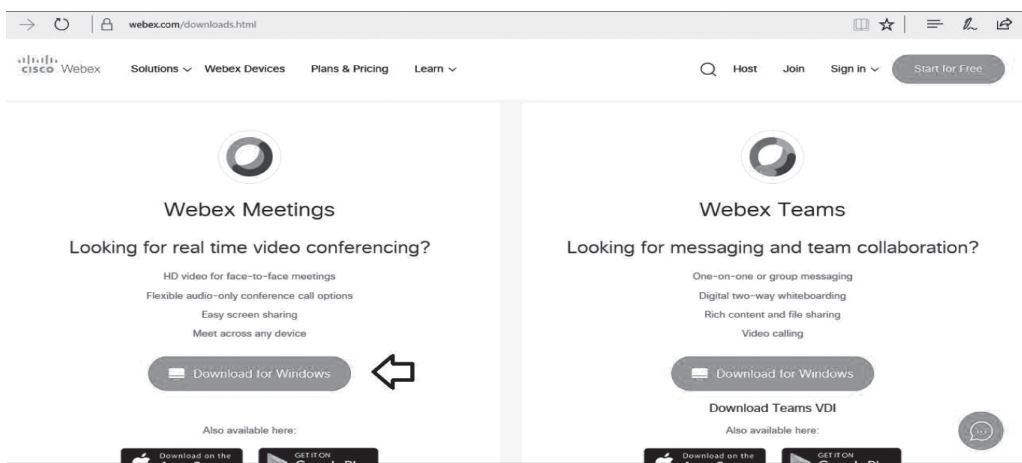 webex.com/downloads.html
CISCO Webex Solutions Webex Devices Plans & Pricing Learn Host Join Sign in Start for Free
Webex Meetings
Looking for real time video conferencing?
HD video for face-to-face meetings
Flexible audio-only conference call options
Easy screen sharing
Meet across any device
Download for Windows
Also available here:
Download on the
GET IT ON
Webex Teams
Looking for messaging and team collaboration?
One-on-one or group messaging
Digital two-way whiteboarding
Rich content and file sharing
Video calling
Download for Windows
Download Teams VDI
Also available here:
Download on the
GET IT ON